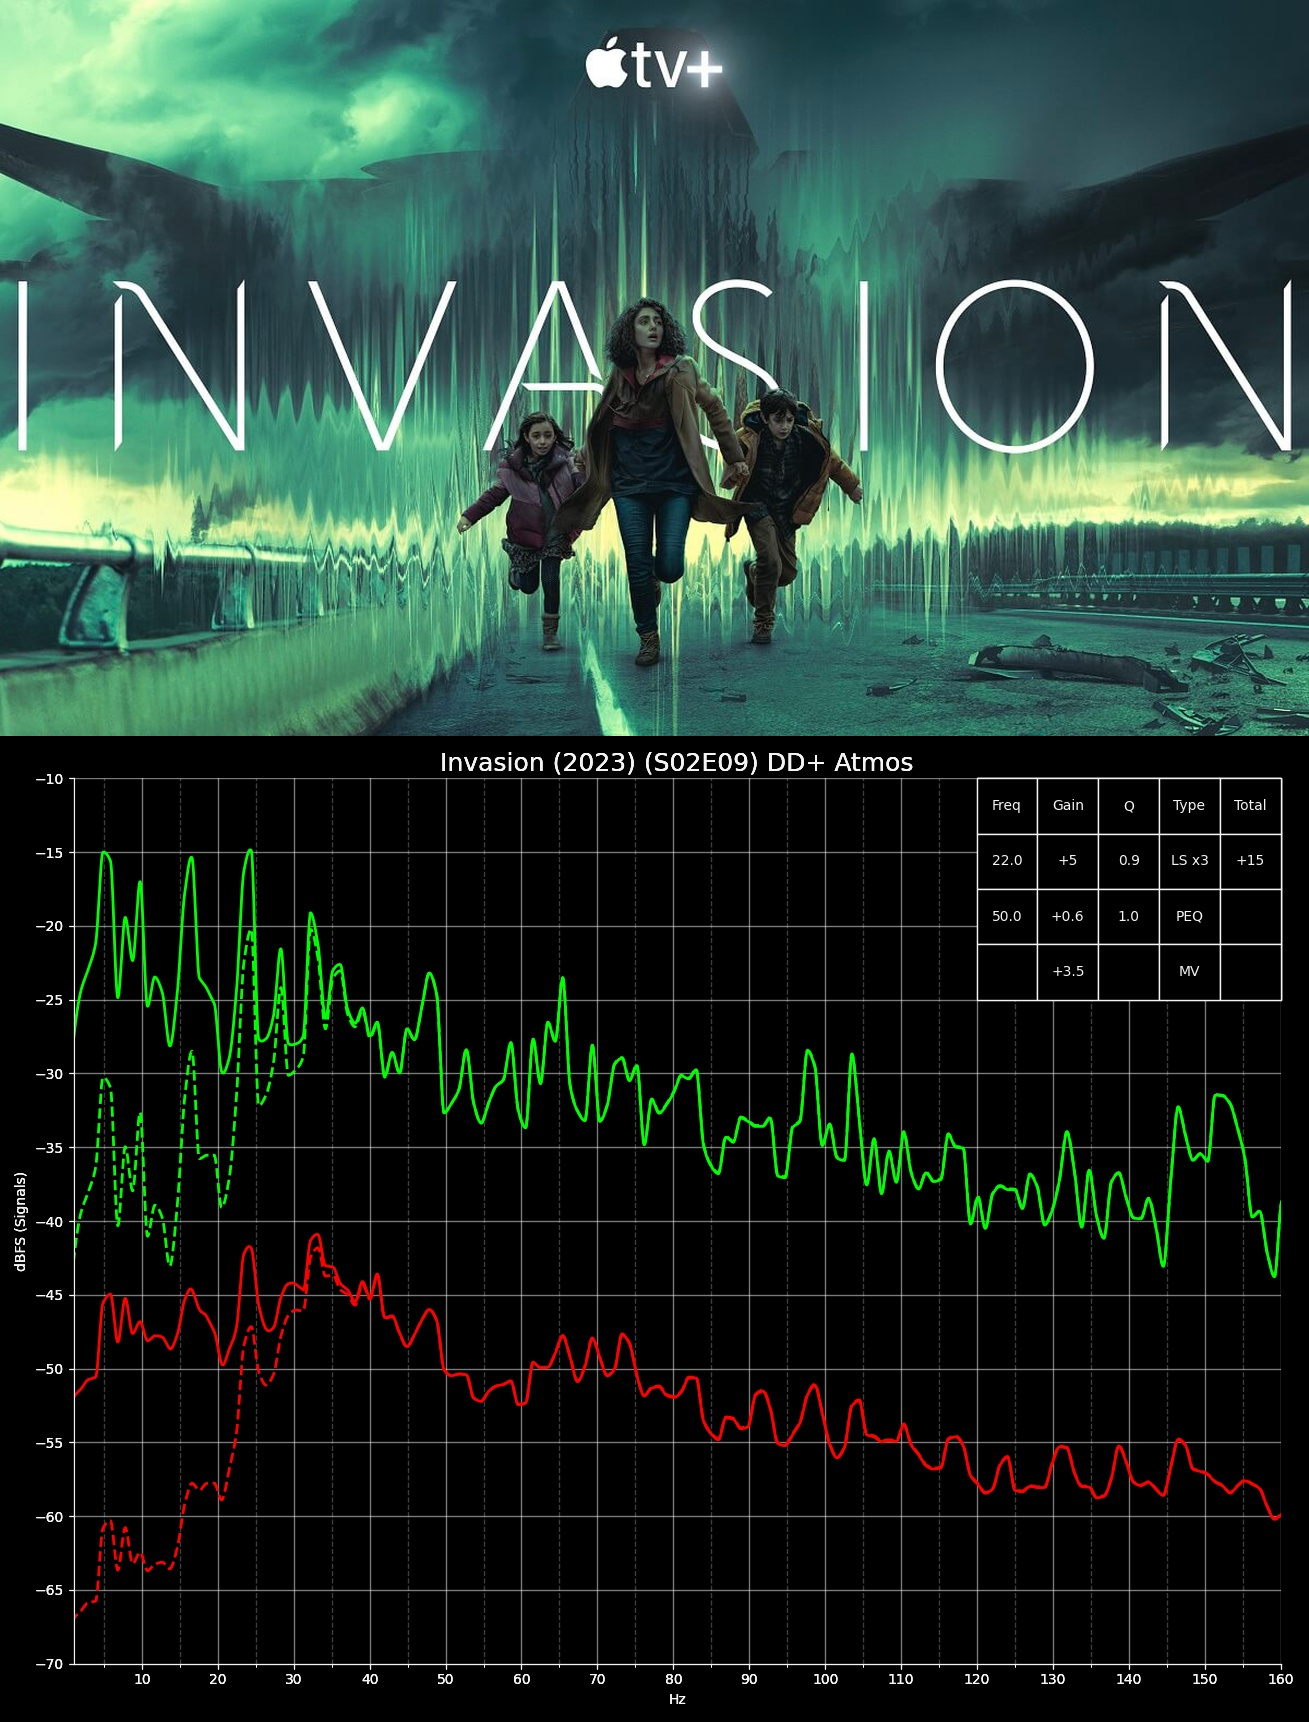 tv+
INVASION
Invasion (2023) (S02E09) DD+ Atmos
Freq Gain Q Type Total
22.0 +5 0.9 LS x3 +15
50.0 +0.6 1.0 PEQ
+3.5 MV
−10
−15
−20
−25
−30
−35
−40
−45
−50
−55
−60
−65
−70
dBFS (Signals)
10 20 30 40 50 60 70 80 90 100 110 120 130 140 150 160
Hz